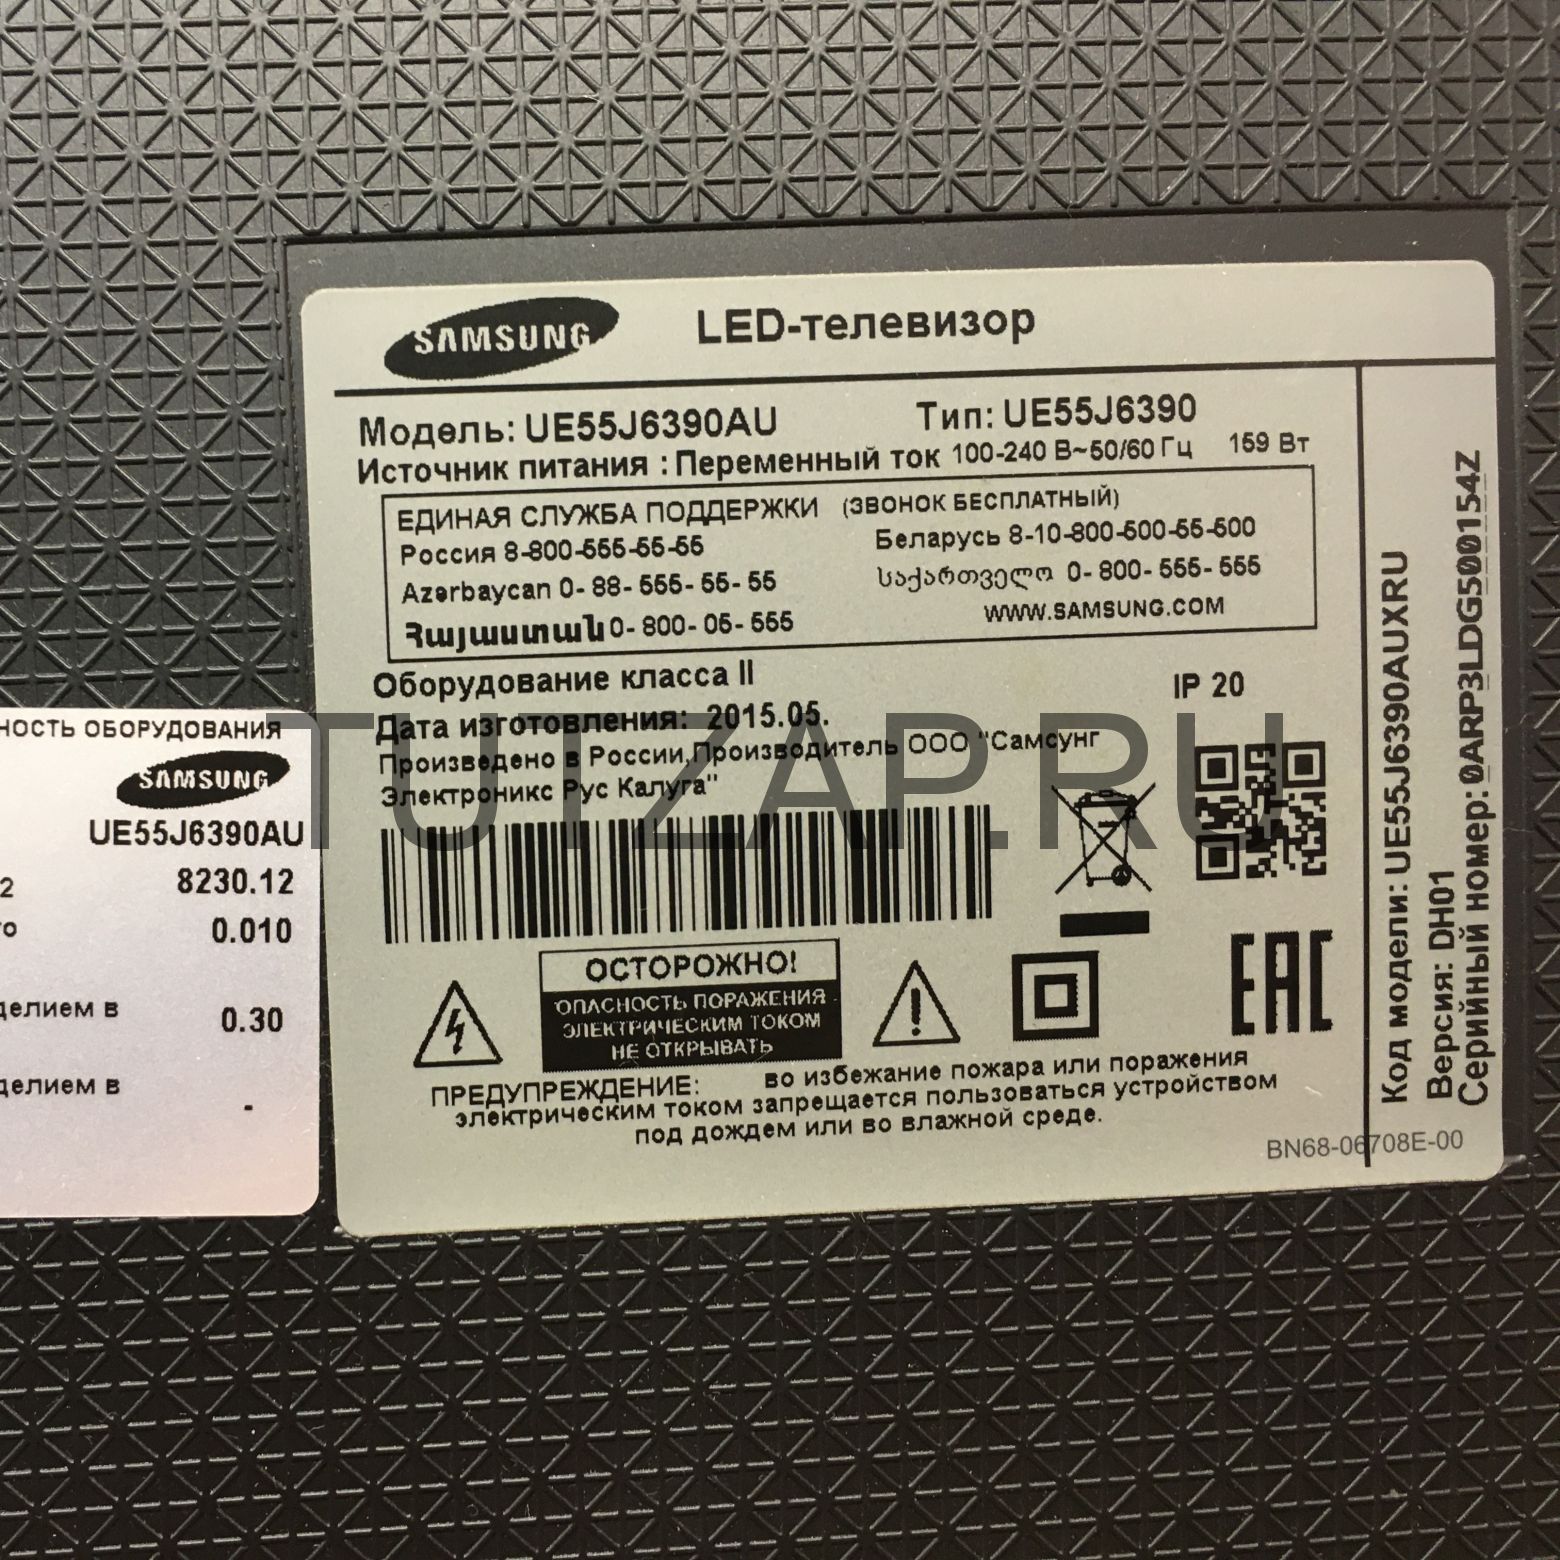 SAMSUNG LED-телевизор
Модель: UE55J6390AU Тип: UE55J6390
Источник питания : Переменный ток 100-240 В~50/60 Гц 159 Вт
ЕДИНАЯ СЛУЖБА ПОДДЕРЖКИ (ЗВОНОК БЕСПЛАТНЫЙ)
Россия 8-800-555-55-55 Беларусь 8-10-800-500-55-500
Azərbaycan 0- 88- 555- 55- 55 საქართველო 0- 800- 555- 555
Հայաստան 0- 800- 05- 555 WWW.SAMSUNG.COM
Оборудование класса II IP 20
Дата изготовления: 2015.05.
Произведено в России,Производитель ООО "Самсунг
Электроникс Рус Калуга"
ОСТОРОЖНО!
ОПАСНОСТЬ ПОРАЖЕНИЯ
ЭЛЕКТРИЧЕСКИМ ТОКОМ
НЕ ОТКРЫВАТЬ
EAC
ПРЕДУПРЕЖДЕНИЕ: во избежание пожара или поражения
электрическим током запрещается пользоваться устройством
под дождем или во влажной среде.
BN68-06708E-00
Код модели: UE55J6390AUXRU
Версия: DH01
Серийный номер: 0ARP3LDG500154Z
НОСТЬ ОБОРУДОВАНИЯ
SAMSUNG
UE55J6390AU
2 8230.12
го 0.010
делием в 0.30
делием в -
TUTZAP.RU